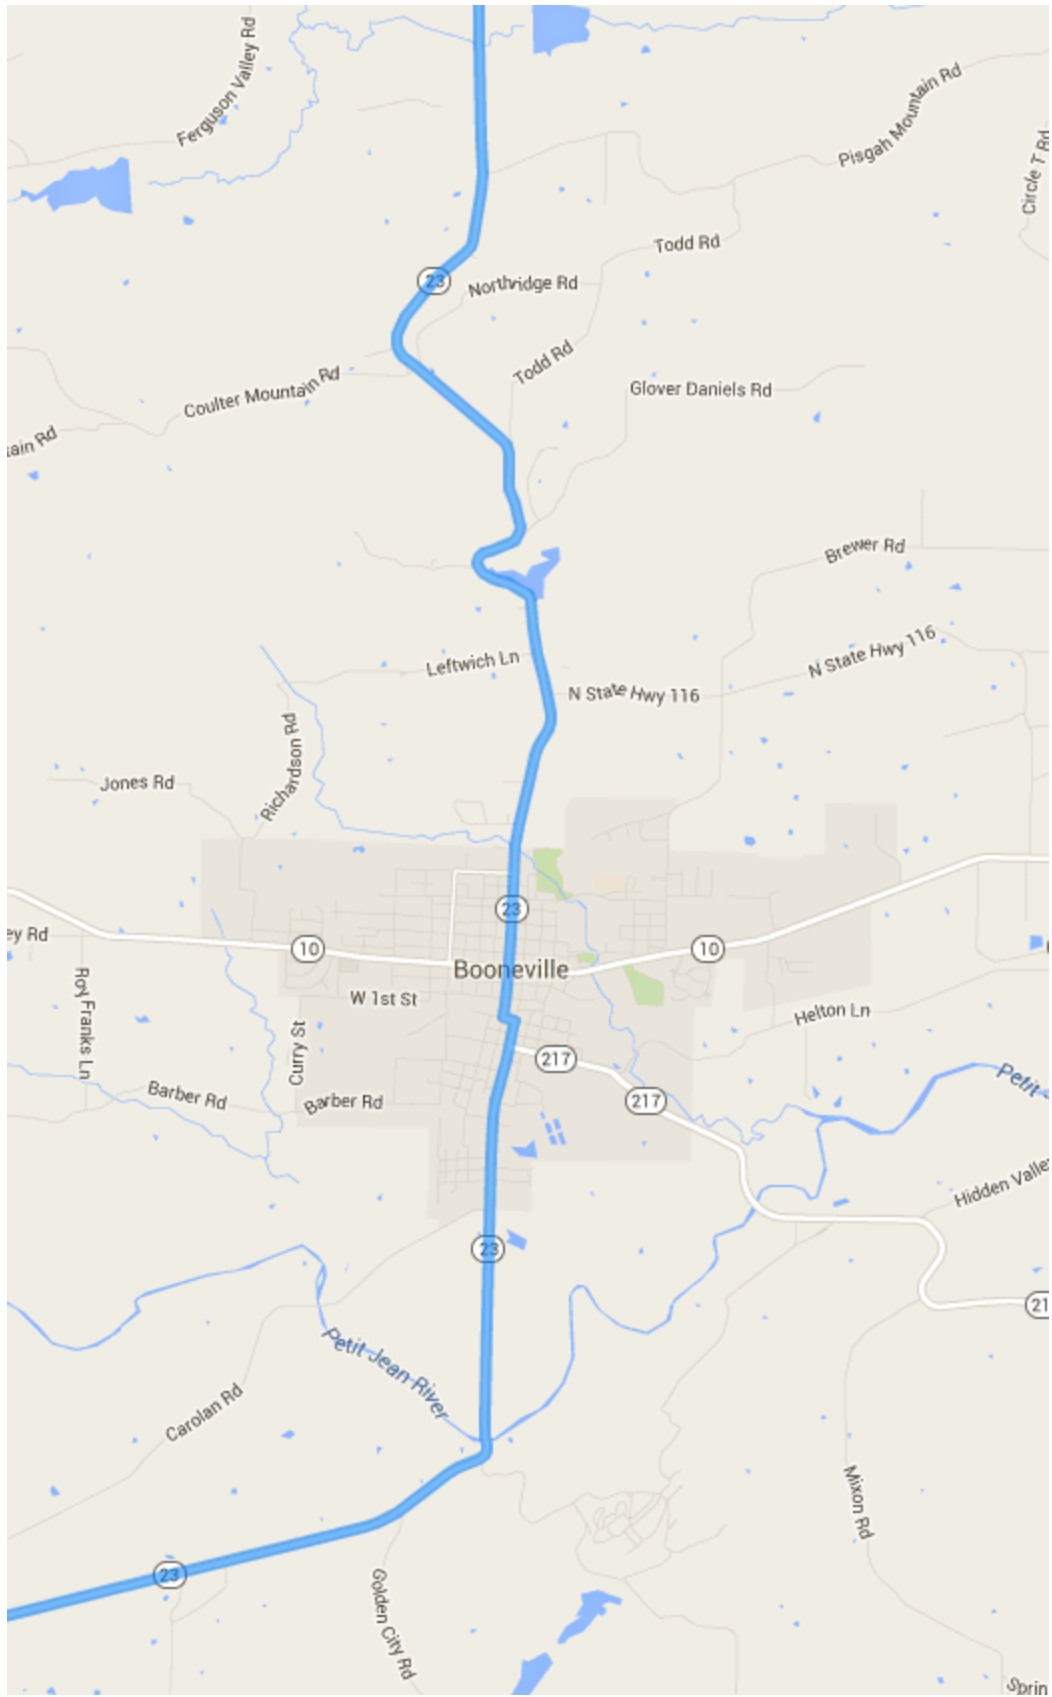 Ferguson Valley Rd
Pisgah Mountain Rd
Circle T Rd
Todd Rd
23
Northridge Rd
Todd Rd
Coulter Mountain Rd
Glover Daniels Rd
tain Rd
Brewer Rd
N State Hwy 116
Leftwich Ln
N State Hwy 116
Richardson Rd
Jones Rd
23
ey Rd
10
10
Booneville
Roy Franks Ln
W 1st St
Helton Ln
Curry St
217
Petit
Barber Rd
Barber Rd
217
Hidden Valley
23
21
Petit Jean River
Carolan Rd
Mixon Rd
23
Golden City Rd
Sprin